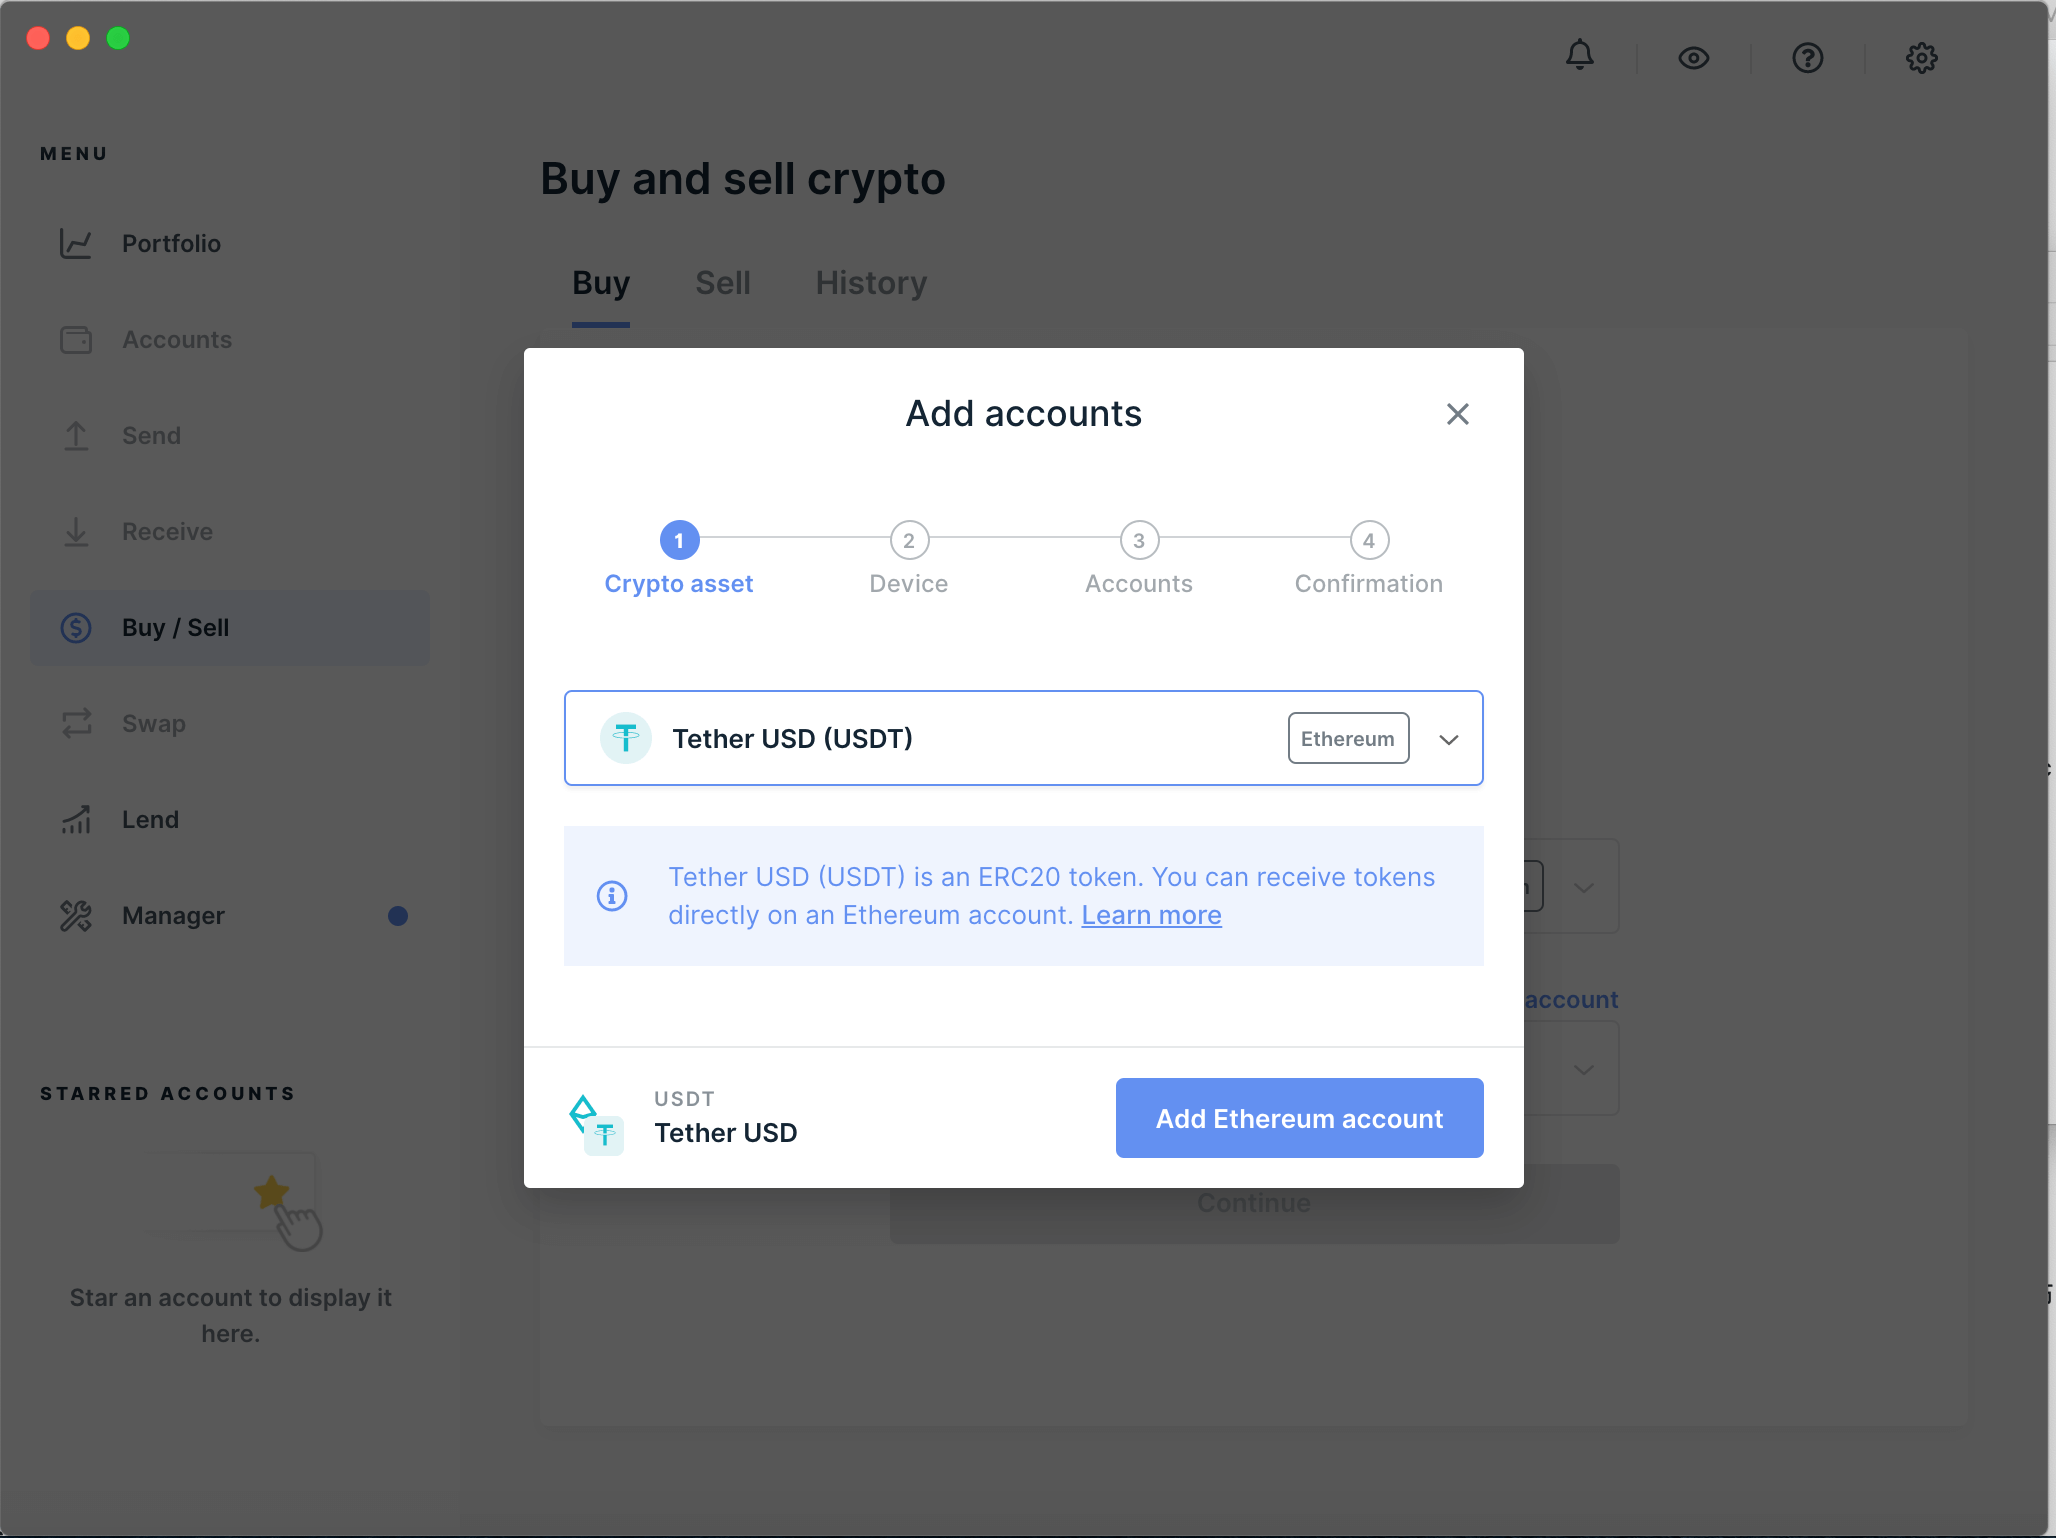 MENU
Portfolio
Accounts
Send
Receive
Buy / Sell
Swap
Lend
Manager
STARRED ACCOUNTS
Star an account to display it
here.
Buy and sell crypto
Buy
Sell
History
Add accounts
1
2
3
4
Crypto asset
Device
Accounts
Confirmation
Tether USD (USDT)
Ethereum
Tether USD (USDT) is an ERC20 token. You can receive tokens
directly on an Ethereum account. Learn more
USDT
Tether USD
Add Ethereum account
account
Continue